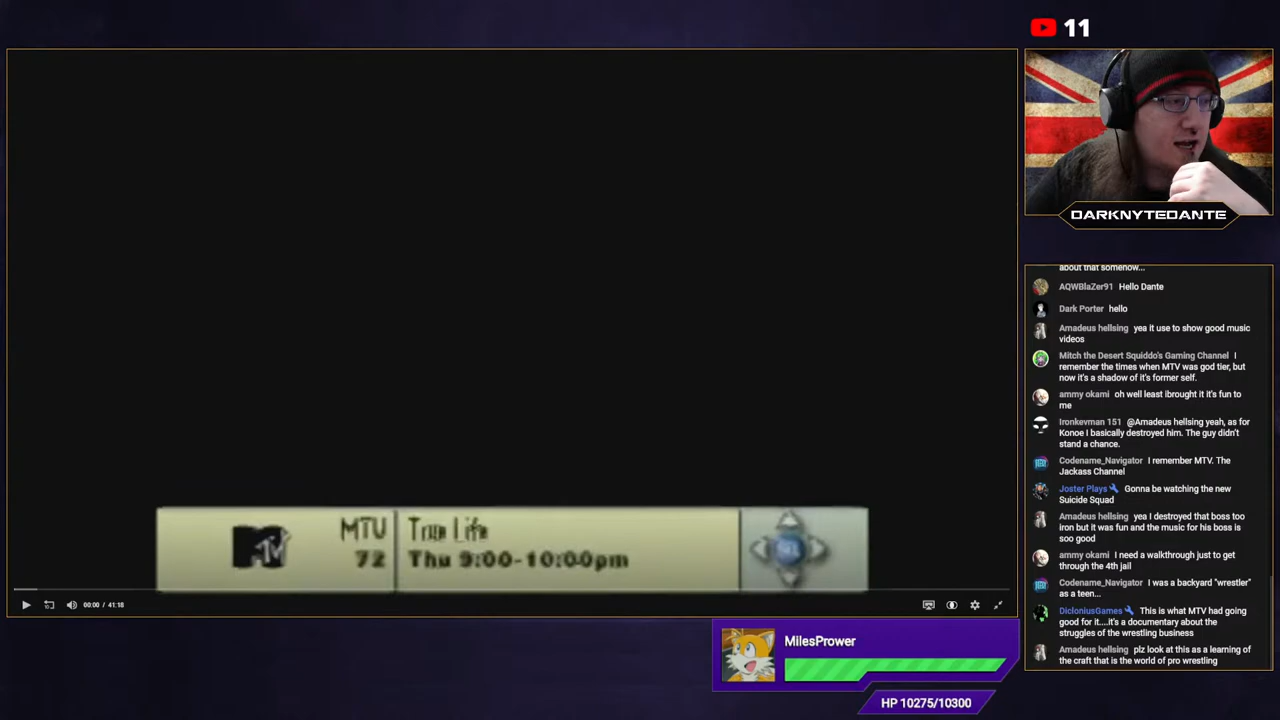 11
DARKNYTEDANTE
about that somehow...
AQWBlaZer91 Hello Dante
Dark Porter hello
Amadeus hellsing yea it use to show good music
videos
Mitch the Desert Squiddo's Gaming Channel I
remember the times when MTV was god tier, but
now it's a shadow of it's former self.
ammy okami oh well least ibrought it it's fun to
me
Ironkevman 151 @Amadeus hellsing yeah, as for
Konoe I basically destroyed him. The guy didn't
stand a chance.
Codename_Navigator I remember MTV. The
Jackass Channel
Joster Plays Gonna be watching the new
Suicide Squad
Amadeus hellsing yea I destroyed that boss too
iron but it was fun and the music for his boss is
soo good
ammy okami I need a walkthrough just to get
through the 4th jail
Codename_Navigator I was a backyard "wrestler"
as a teen...
DicloniusGames This is what MTV had going
good for it....it's a documentary about the
struggles of the wrestling business
Amadeus hellsing plz look at this as a learning of
the craft that is the world of pro wrestling
MTV
MTV
72
True Life
Thu 9:00-10:00pm
SEL
00:00 / 41:18
MilesPrower
HP 10275/10300